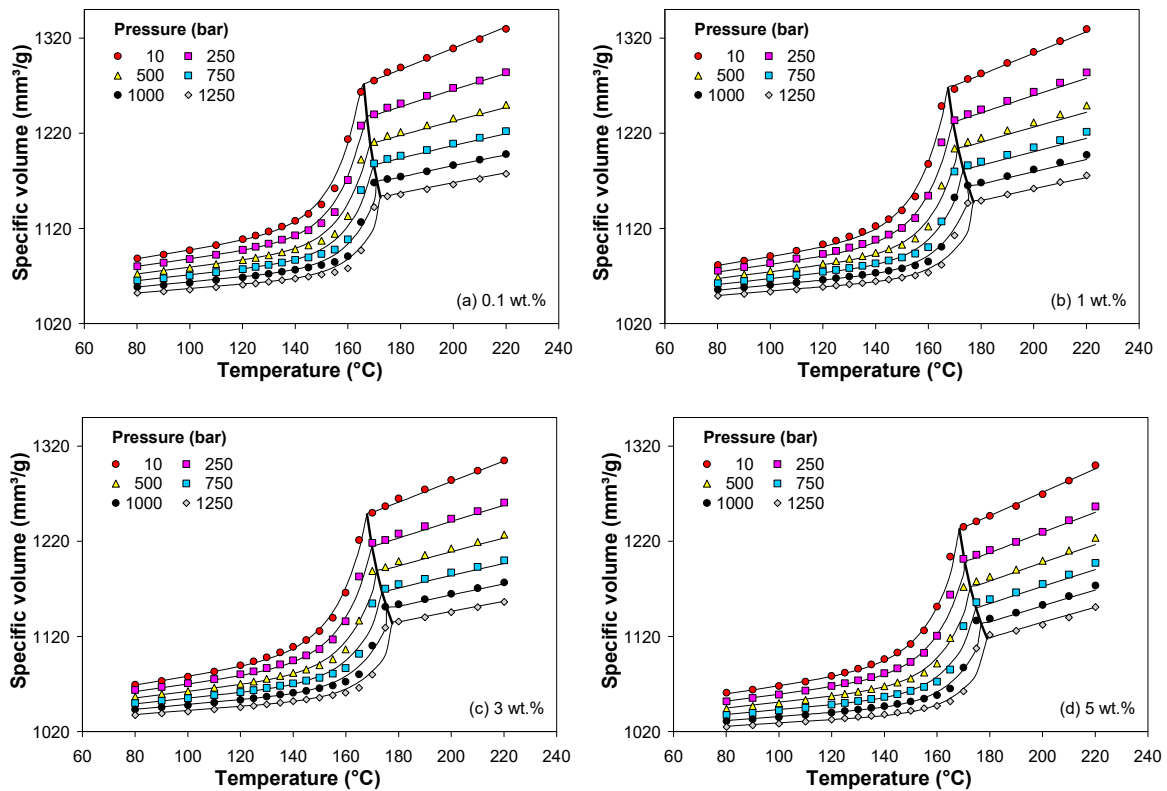 Specific volume (mm³/g)
1320
1220
1120
1020
Pressure (bar)
10 250
500 750
1000 1250
(a) 0.1 wt.%
60 80 100 120 140 160 180 200 220 240
Temperature (°C)
Specific volume (mm³/g)
1320
1220
1120
1020
Pressure (bar)
10 250
500 750
1000 1250
(b) 1 wt.%
60 80 100 120 140 160 180 200 220 240
Temperature (°C)
Specific volume (mm³/g)
1320
1220
1120
1020
Pressure (bar)
10 250
500 750
1000 1250
(c) 3 wt.%
60 80 100 120 140 160 180 200 220 240
Temperature (°C)
Specific volume (mm³/g)
1320
1220
1120
1020
Pressure (bar)
10 250
500 750
1000 1250
(d) 5 wt.%
60 80 100 120 140 160 180 200 220 240
Temperature (°C)